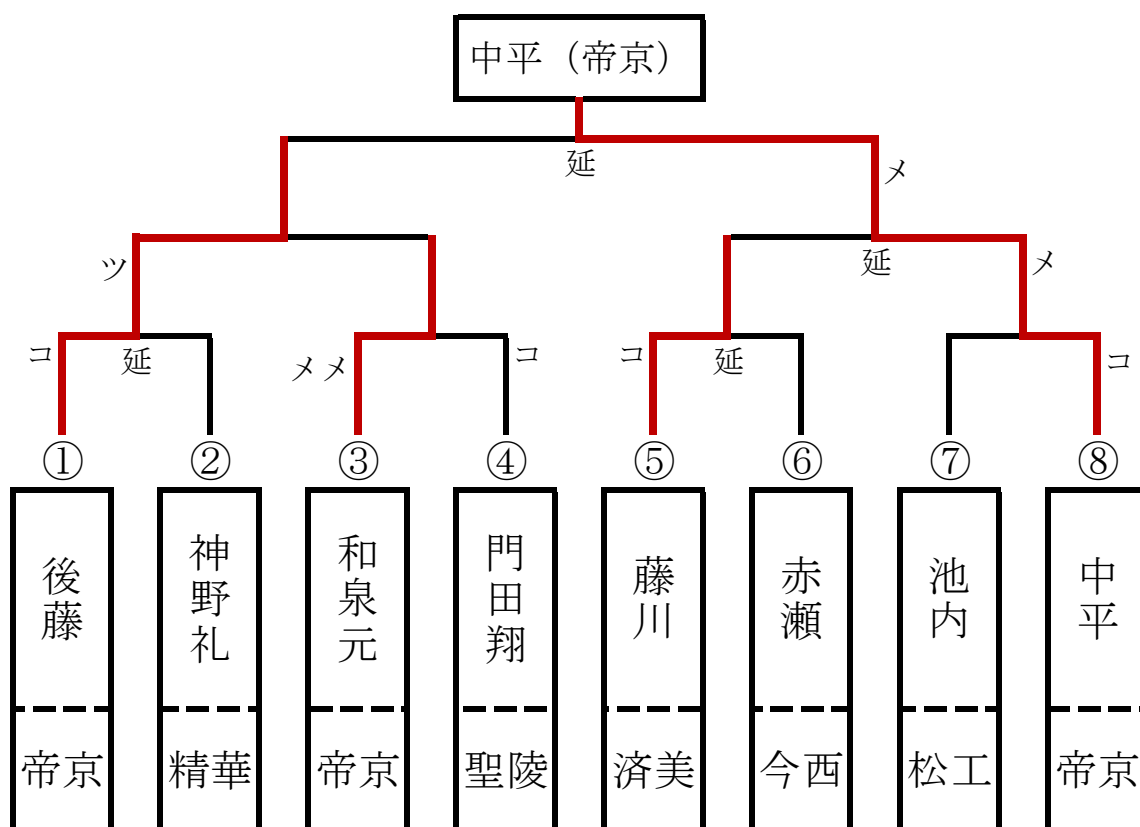 中平（帝京）
延
メ
ツ
延
メ
コ
延
メメ
コ
コ
延
コ
①
②
③
④
⑤
⑥
⑦
⑧
後藤
神野礼
和泉元
門田翔
藤川
赤瀬
池内
中平
帝京
精華
帝京
聖陵
済美
今西
松工
帝京